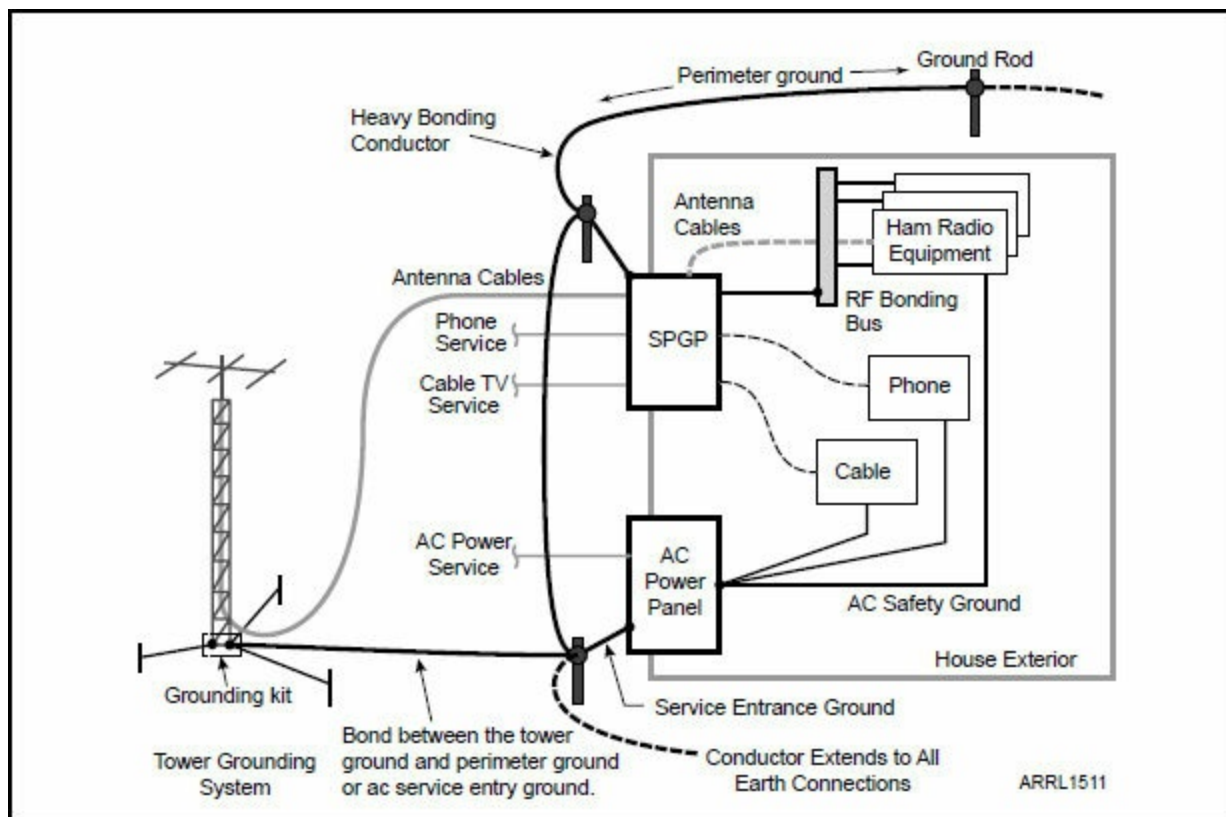 Ground Rod
Perimeter ground
Heavy Bonding
Conductor
Antenna
Cables
Ham Radio
Equipment
Antenna Cables
RF Bonding
Bus
Phone
Service
SPGP
Cable TV
Service
Phone
Cable
AC Power
Service
AC
Power
Panel
AC Safety Ground
House Exterior
Grounding kit
Service Entrance Ground
Tower Grounding
System
Bond between the tower
ground and perimeter ground
or ac service entry ground.
Conductor Extends to All
Earth Connections
ARRL1511